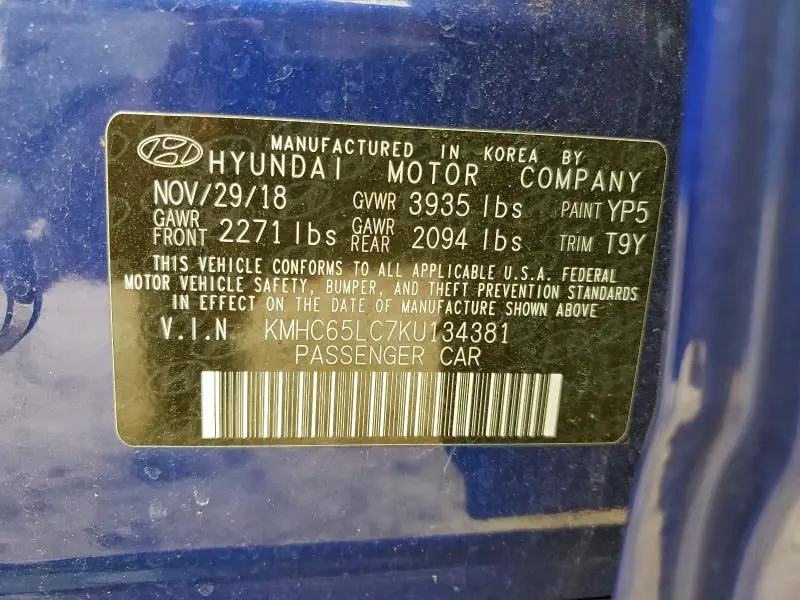 MANUFACTURED IN KOREA BY
HYUNDAI MOTOR COMPANY
NOV/29/18 GVWR 3935 lbs PAINT YP5
GAWR FRONT 2271 lbs GAWR REAR 2094 lbs TRIM T9Y
THIS VEHICLE CONFORMS TO ALL APPLICABLE U.S.A. FEDERAL
MOTOR VEHICLE SAFETY, BUMPER, AND THEFT PREVENTION STANDARDS
IN EFFECT ON THE DATE OF MANUFACTURE SHOWN ABOVE
V.I.N KMHC65LC7KU134381
PASSENGER CAR